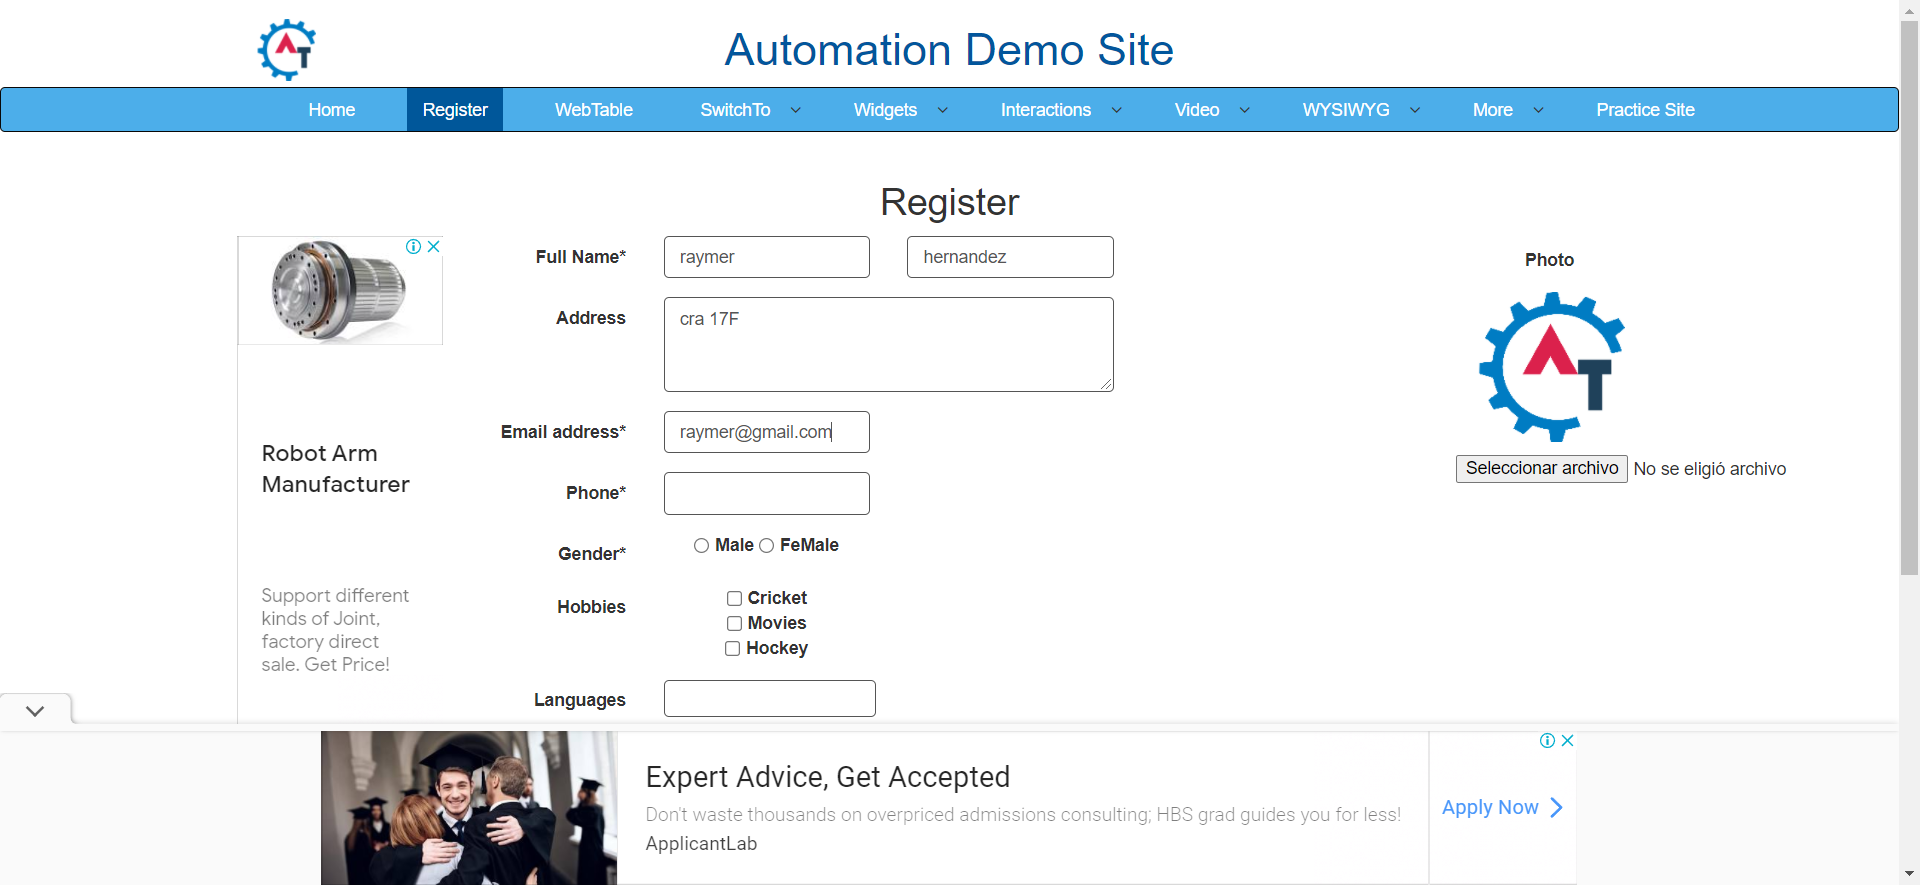 AT
Automation Demo Site
Home Register WebTable SwitchTo Widgets Interactions Video WYSIWYG More Practice Site
Register
Full Name* raymer hernandez
Photo
Address cra 17F
AT
Email address* raymer@gmail.com
Robot Arm
Manufacturer
Seleccionar archivo No se eligió archivo
Phone*
Gender* Male FeMale
Support different
kinds of Joint,
factory direct
sale. Get Price!
Hobbies Cricket
Movies
Hockey
Languages
Expert Advice, Get Accepted
Don't waste thousands on overpriced admissions consulting; HBS grad guides you for less!
ApplicantLab
Apply Now